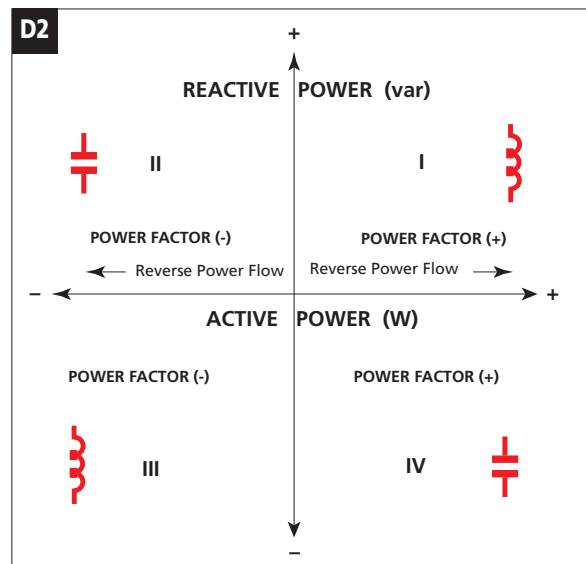 D2
+
REACTIVE POWER (var)
II
I
POWER FACTOR (-)
POWER FACTOR (+)
Reverse Power Flow
Reverse Power Flow
−
+
ACTIVE POWER (W)
POWER FACTOR (-)
POWER FACTOR (+)
III
IV
−